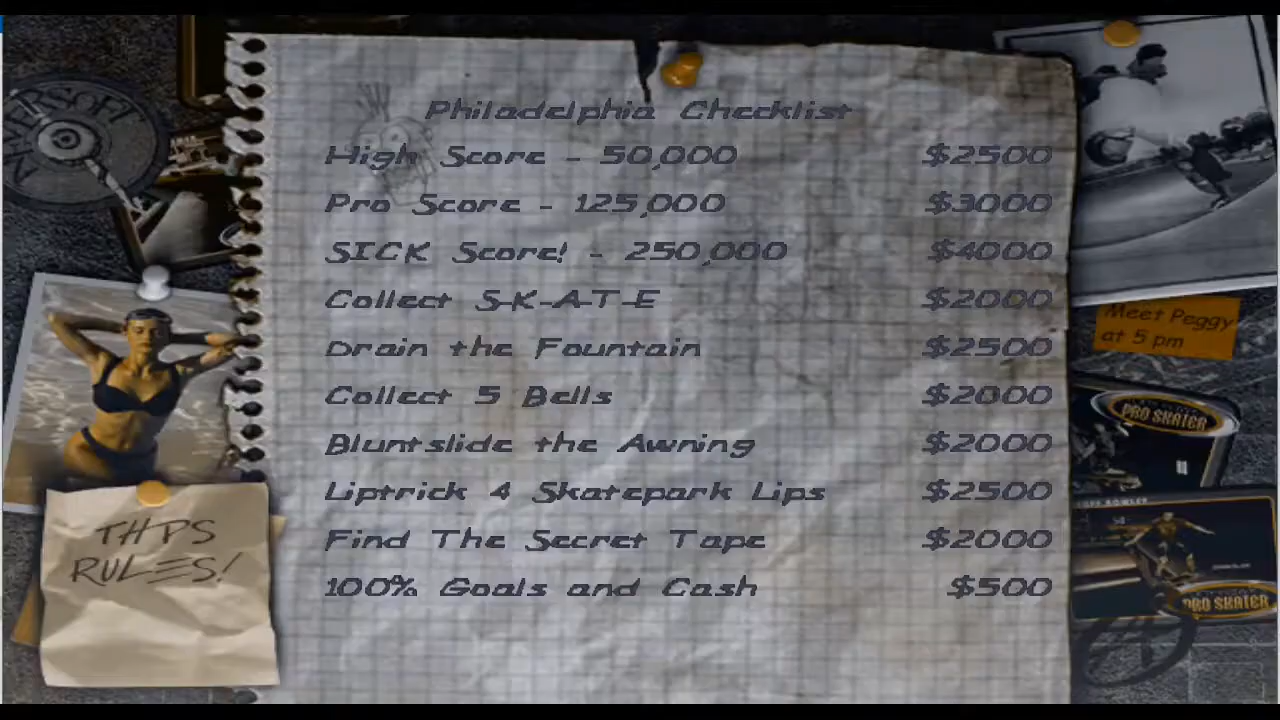 Philadelphia Checklist
High Score - 50,000 $2500
Pro Score - 125,000 $3000
SICK Score! - 250,000 $4000
Collect S-K-A-T-E $2000
Drain the Fountain $2500
Collect 5 Bells $2000
Bluntslide the Awning $2000
Liptrick 4 Skatepark Lips $2500
Find The Secret Tape $2000
100% Goals and Cash $500
Meet Peggy
at 5 pm
PRO SKATER
PRO SKATER
THPS
RULES!